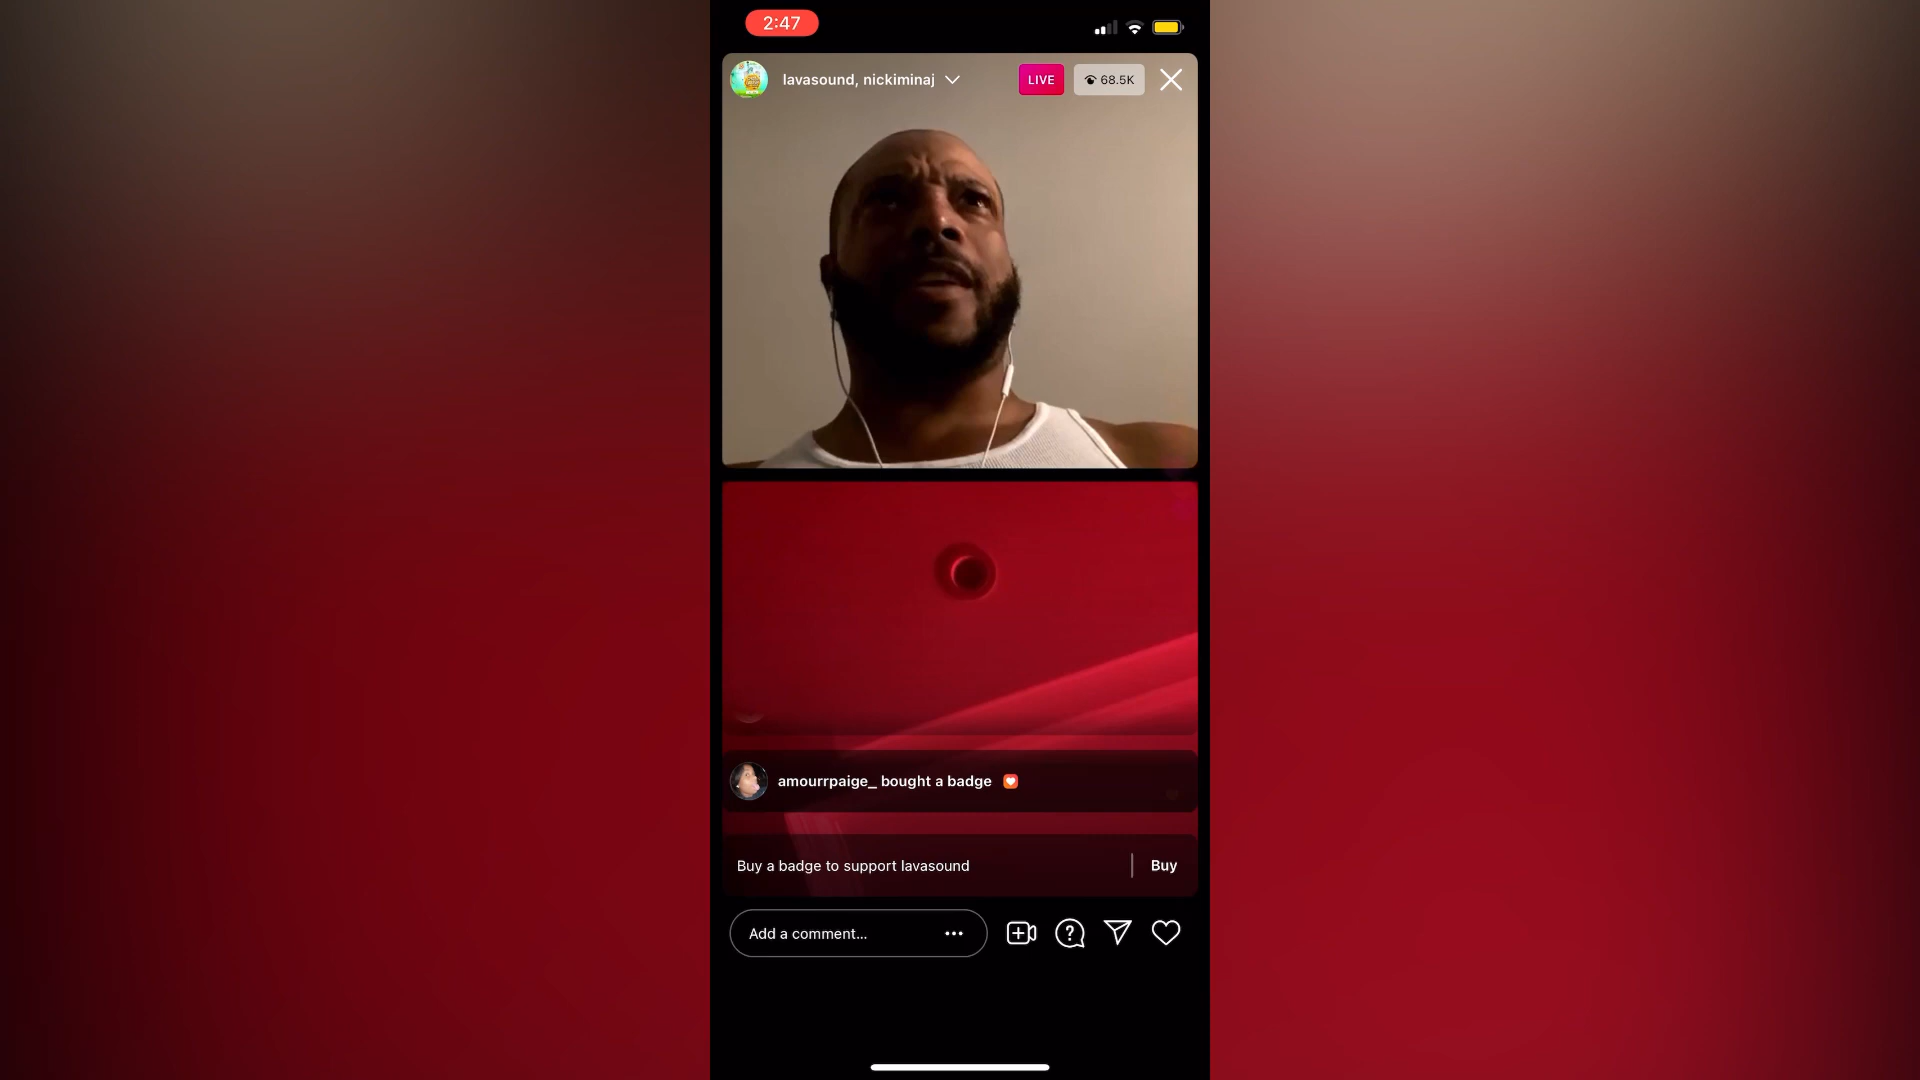 2:47
lavasound, nickiminaj
LIVE
68.5K
amourrpaige_ bought a badge
Buy a badge to support lavasound
Buy
Add a comment...